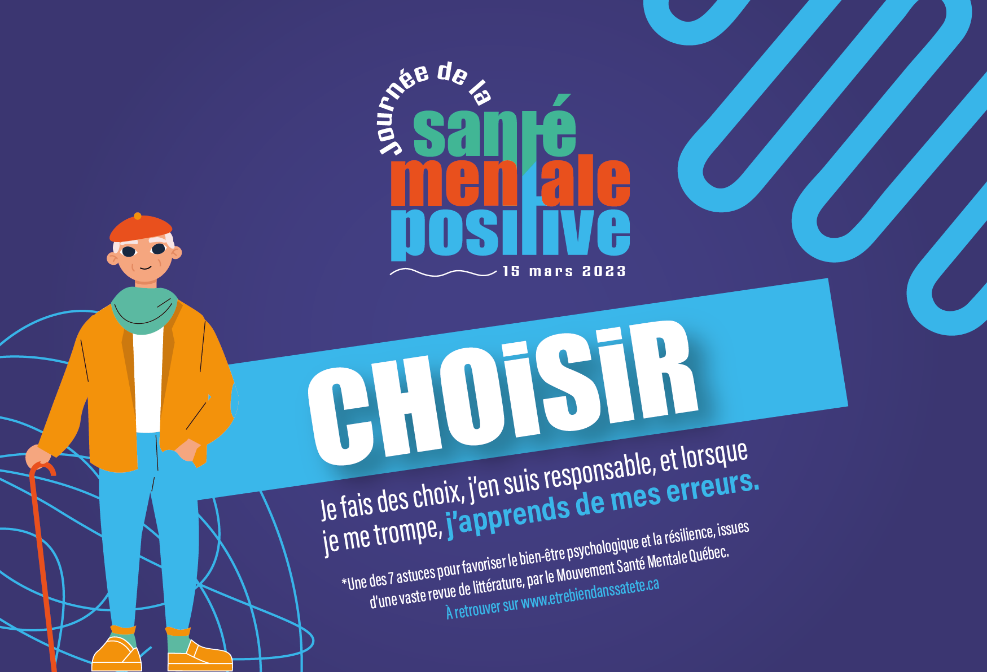 Journée de la
santé
mentale
positive
15 mars 2023
CHOiSiR
Je fais des choix, j'en suis responsable, et lorsque
je me trompe, j'apprends de mes erreurs.
*Une des 7 astuces pour favoriser le bien-être psychologique et la résilience, issues
d'une vaste revue de littérature, par le Mouvement Santé Mentale Québec.
À retrouver sur www.etrebiendanssatete.ca